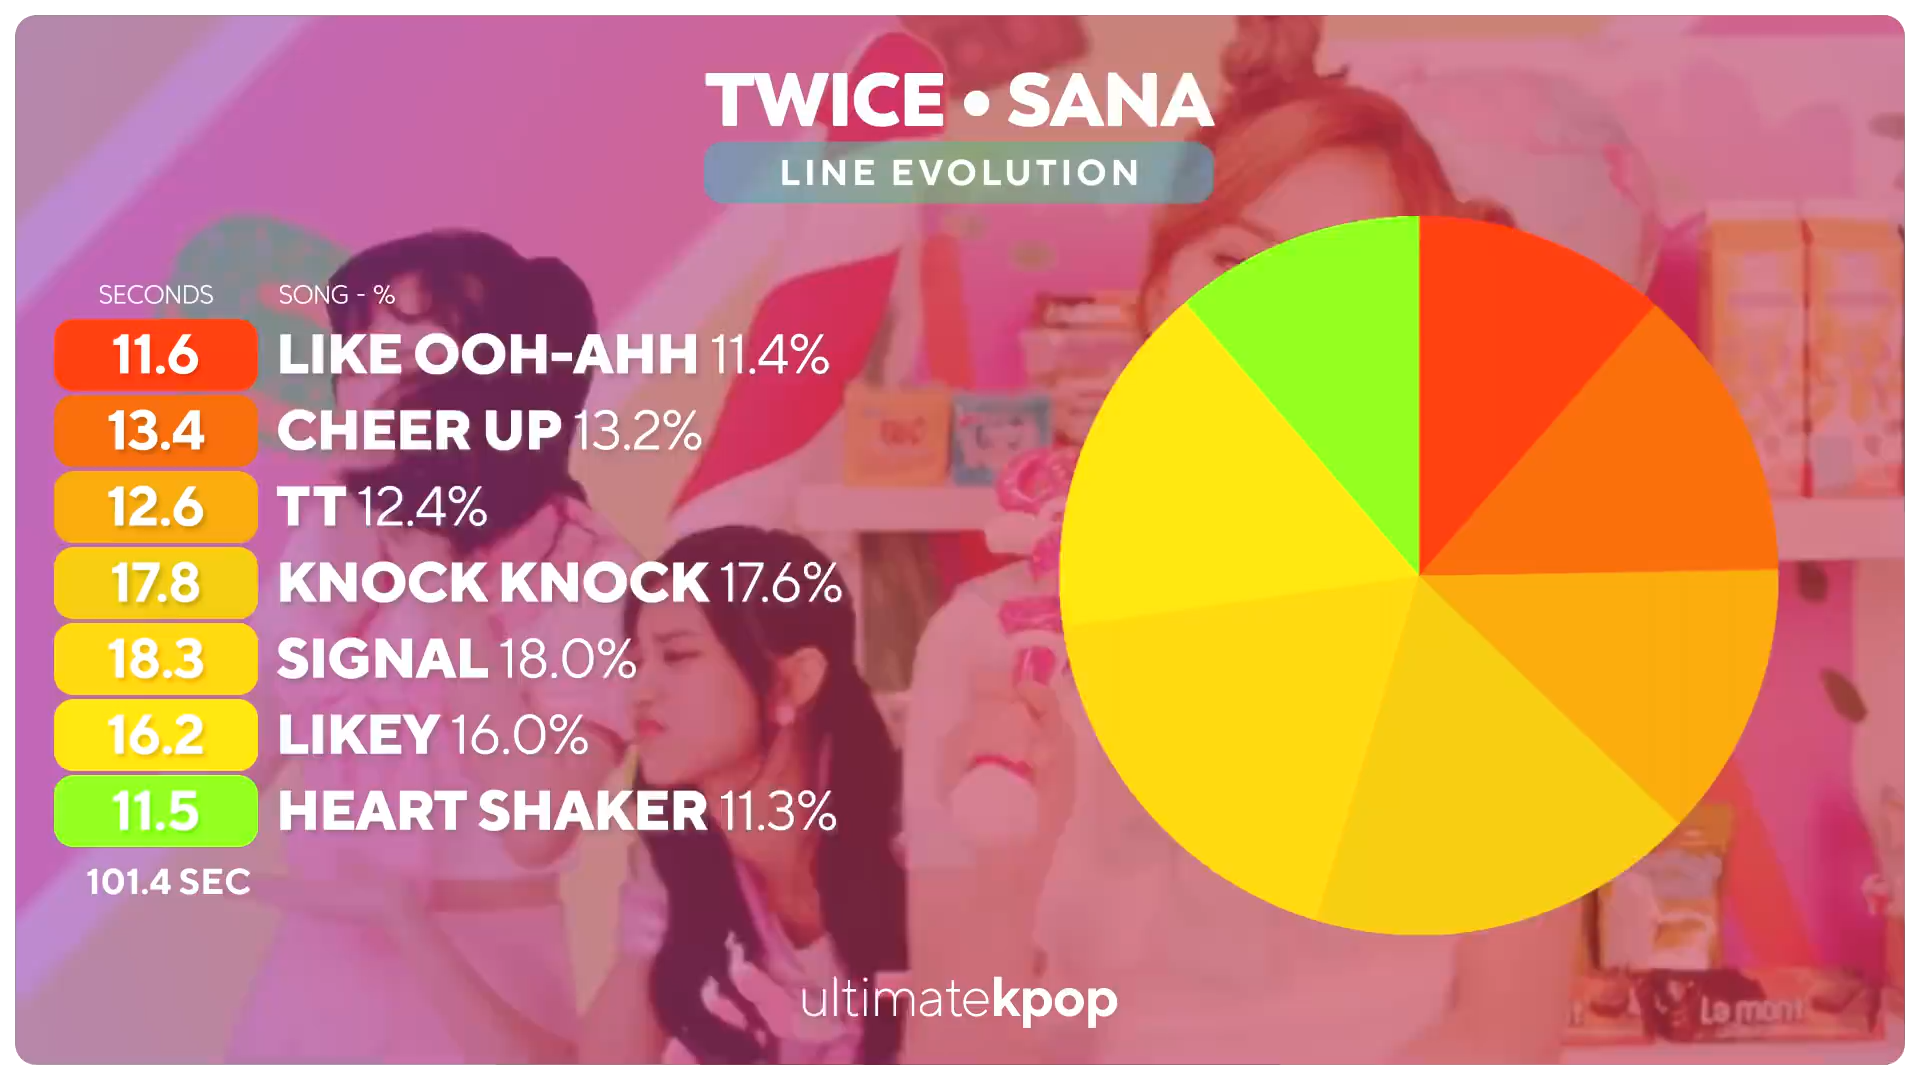 TWICE • SANA
LINE EVOLUTION
SECONDS SONG - %
11.6 LIKE OOH-AHH 11.4%
13.4 CHEER UP 13.2%
12.6 TT 12.4%
17.8 KNOCK KNOCK 17.6%
18.3 SIGNAL 18.0%
16.2 LIKEY 16.0%
11.5 HEART SHAKER 11.3%
101.4 SEC
ultimatekpop
La mont